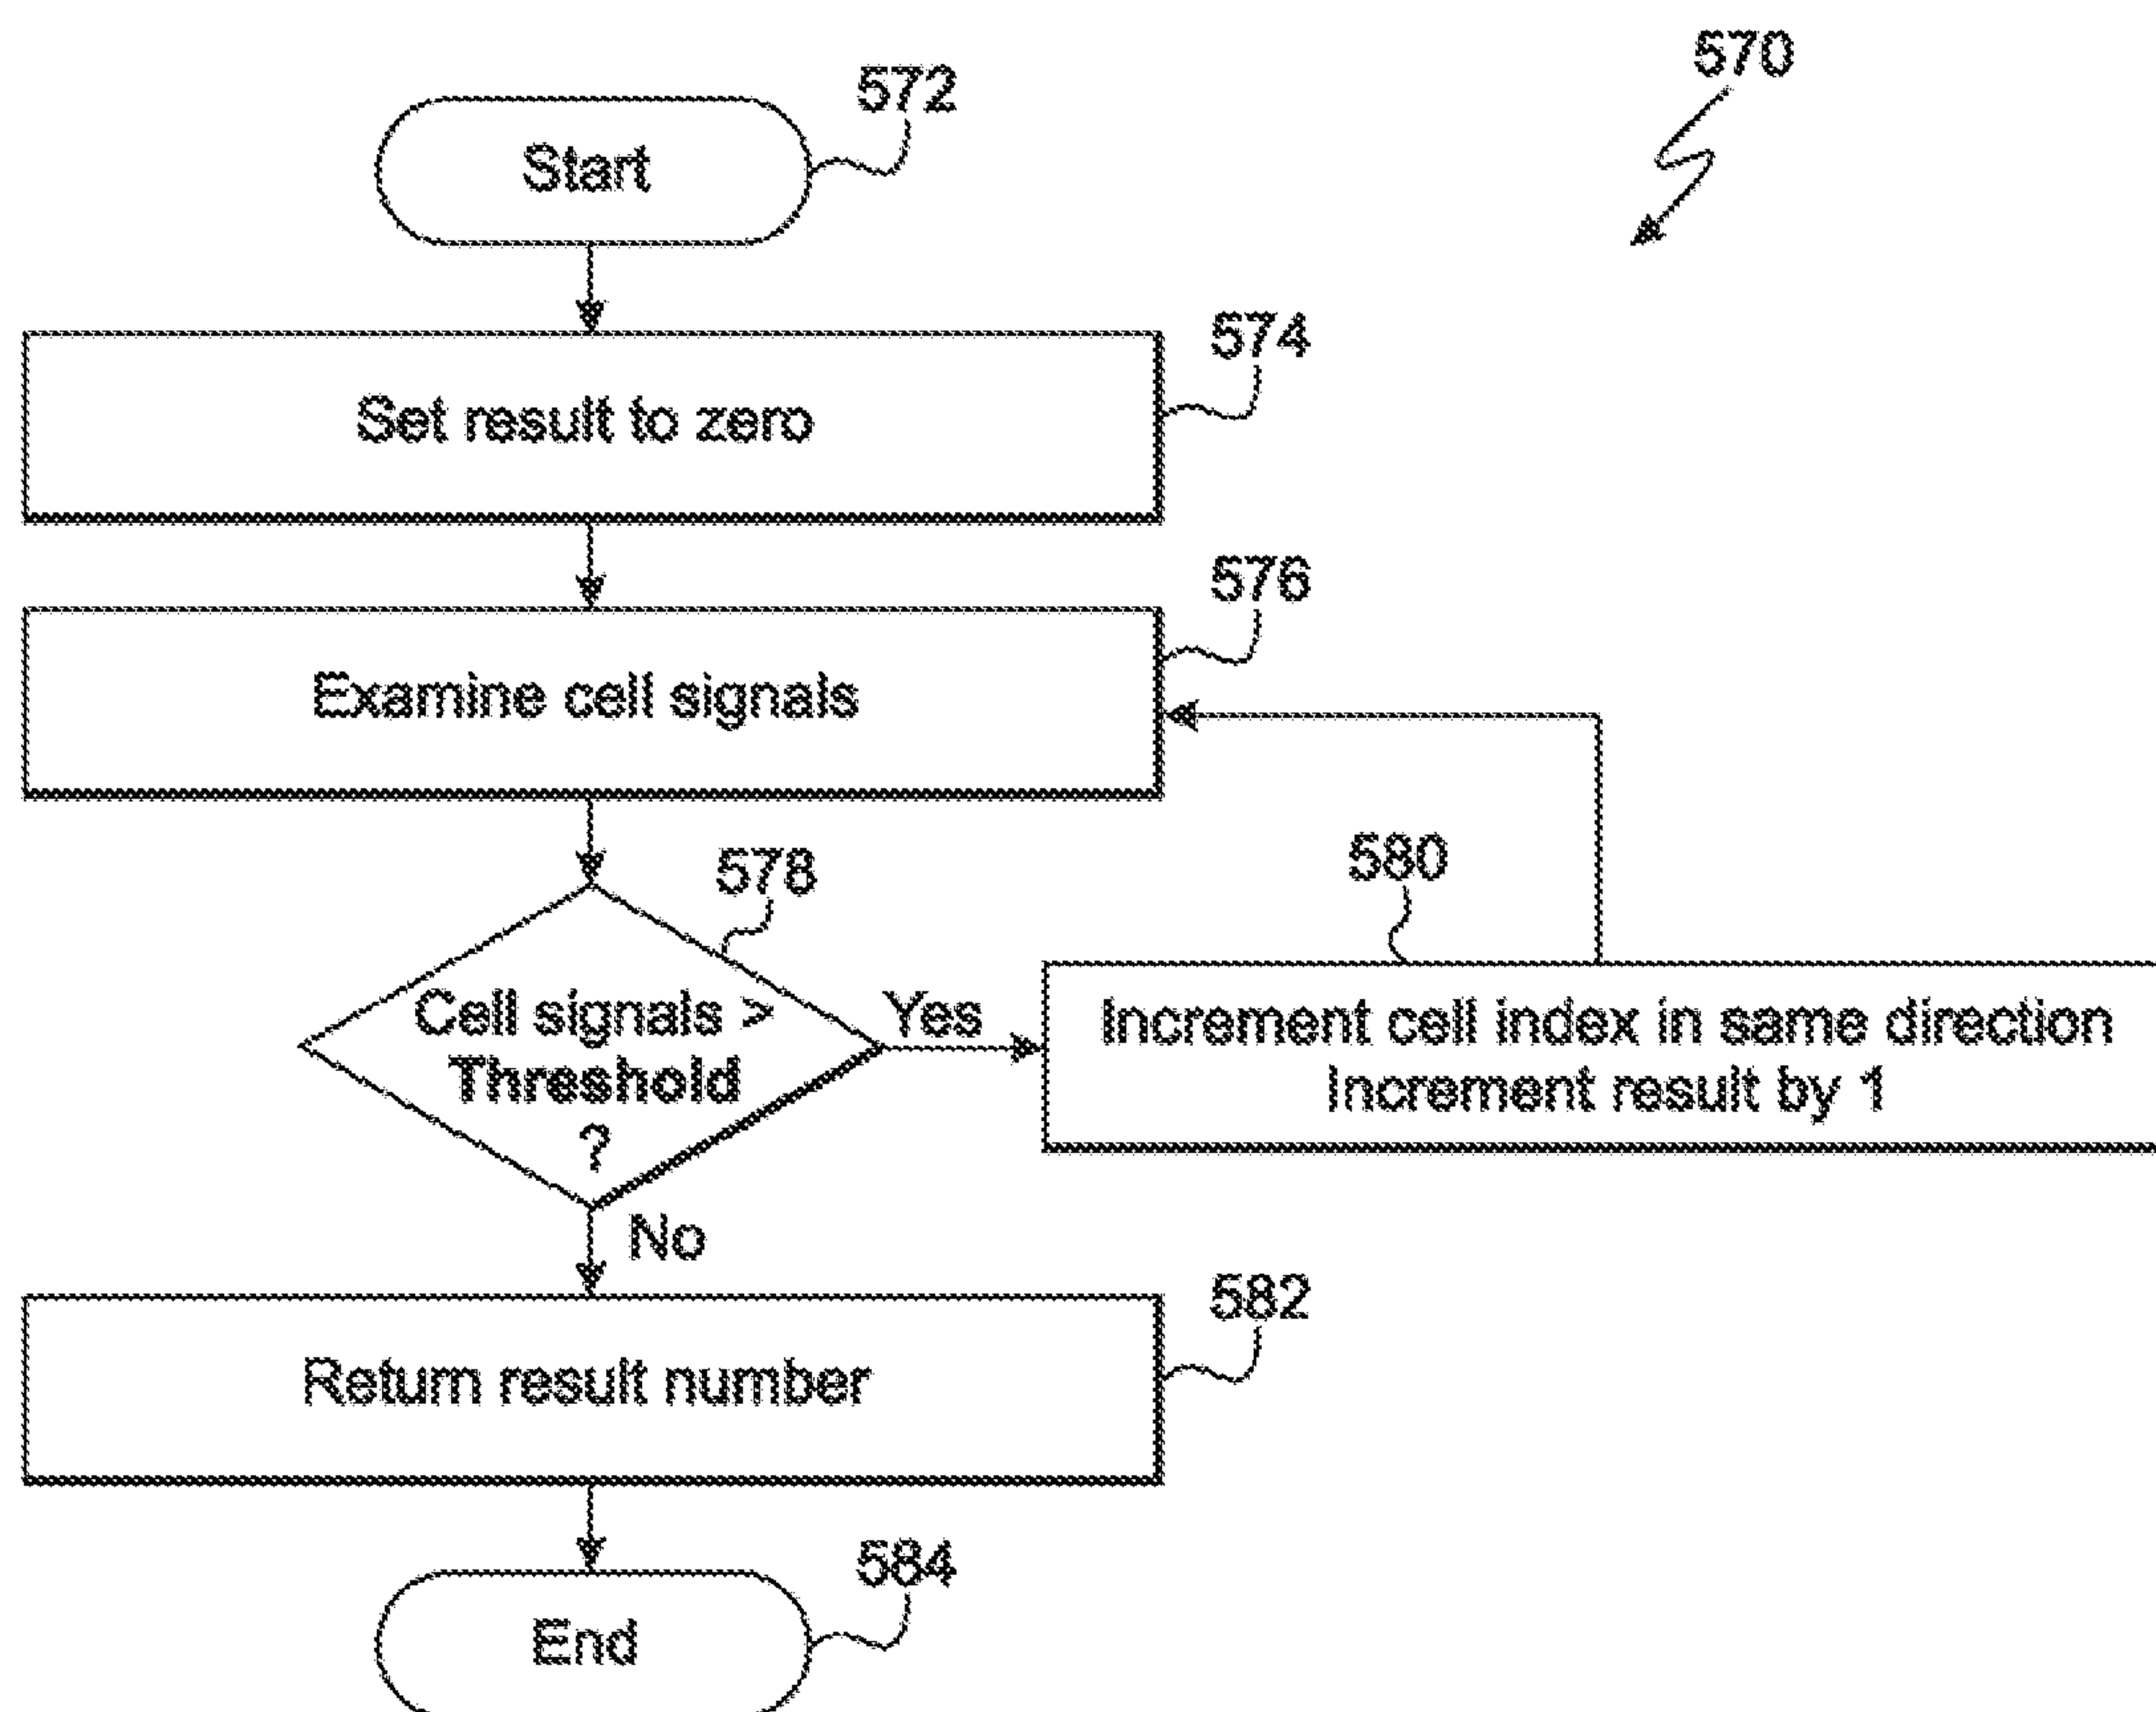 570
572
Start
574
Set result to zero
576
Examine cell signals
578
Cell signals >
Threshold
?
Yes
580
Increment cell index in same direction
Increment result by 1
No
582
Return result number
584
End